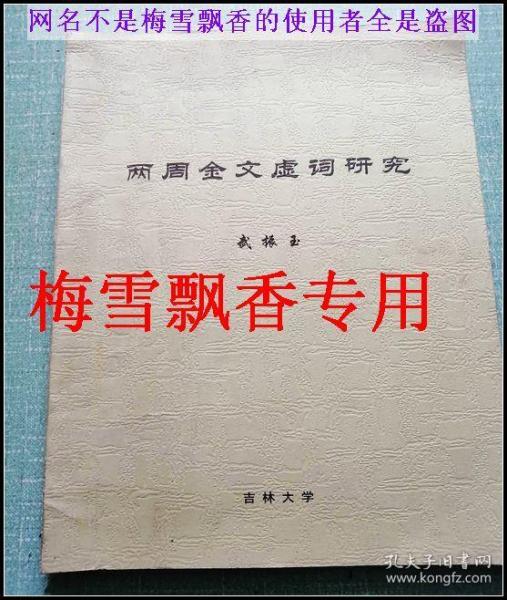 网名不是梅雪飘香的使用者全是盗图
两周金文虚词研究
武振玉
梅雪飘香专用
吉林大学
孔夫子旧书网
www.kongfz.com